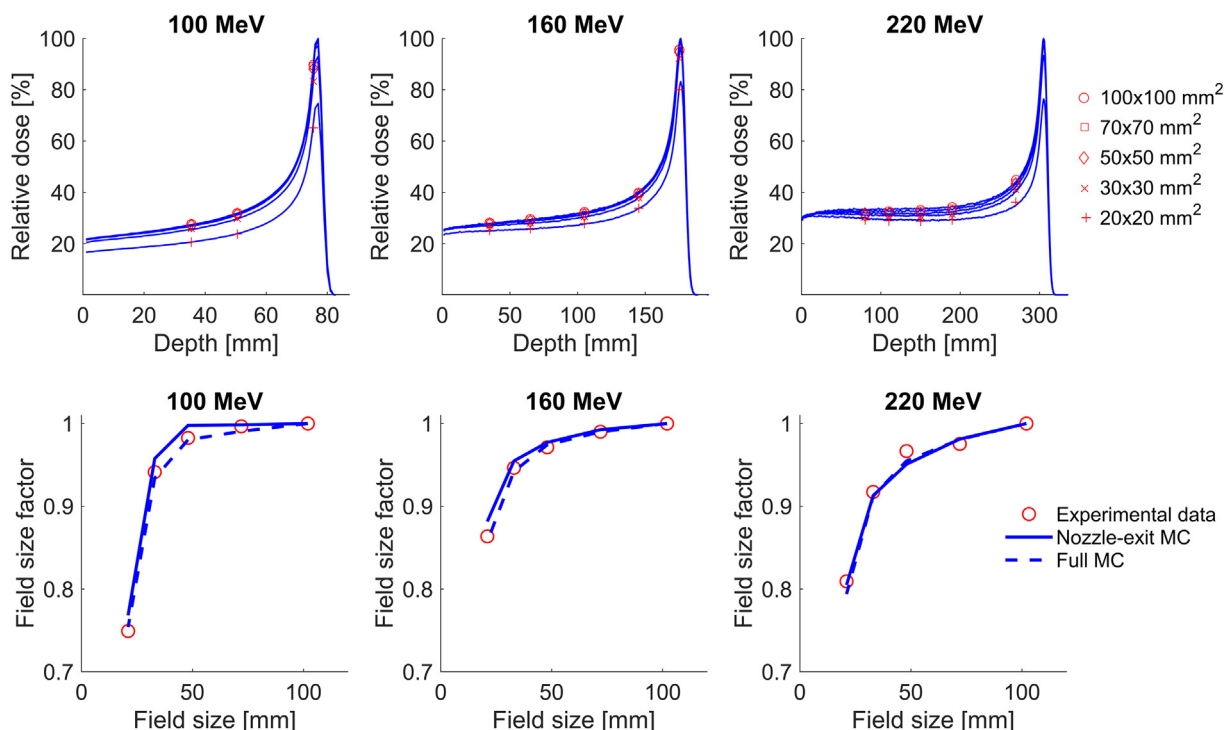 100 MeV
160 MeV
220 MeV
Relative dose [%]
100
80
60
40
20
0
20
40
60
80
Depth [mm]
Relative dose [%]
100
80
60
40
20
0
50
100
150
Depth [mm]
Relative dose [%]
100
80
60
40
20
0
100
200
300
Depth [mm]
100x100 mm²
70x70 mm²
50x50 mm²
30x30 mm²
20x20 mm²
100 MeV
160 MeV
220 MeV
Field size factor
1
0.9
0.8
0.7
0
50
100
Field size [mm]
Field size factor
1
0.9
0.8
0.7
0
50
100
Field size [mm]
Field size factor
1
0.9
0.8
0.7
0
50
100
Field size [mm]
Experimental data
Nozzle-exit MC
Full MC